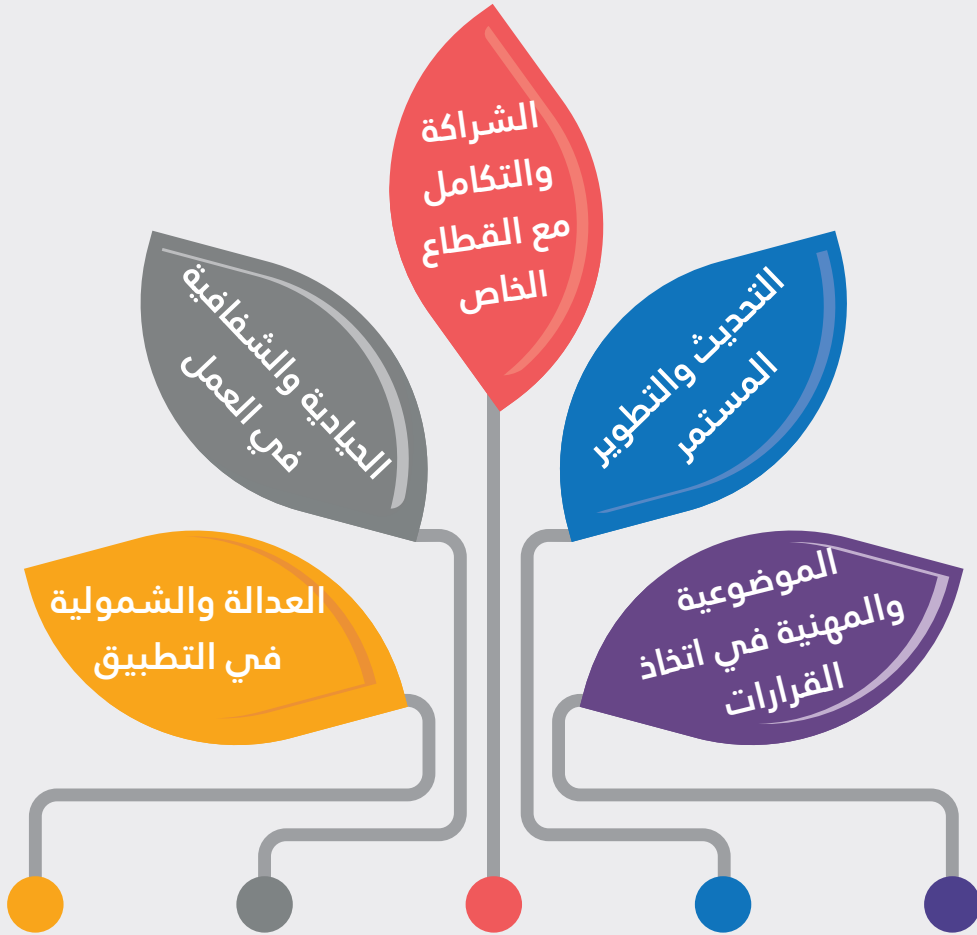 الشراكة
والتكامل
مع القطاع
الخاص
التحديث والتطوير
المستمر
الحيادية والشفافية
في العمل
الموضوعية
والمهنية في اتخاذ
القرارات
العدالة والشمولية
في التطبيق